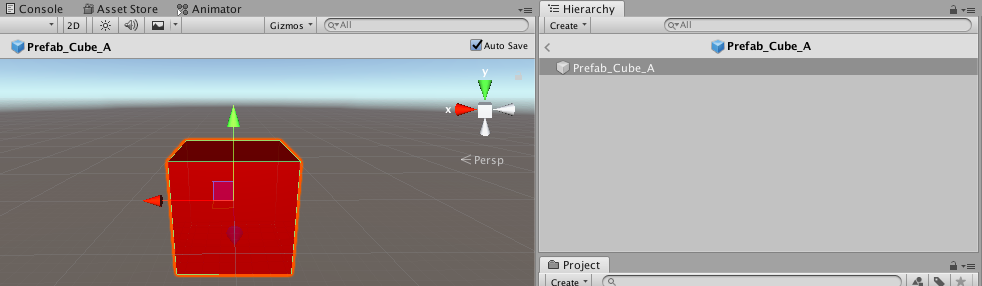 Console Asset Store Animator
2D Gizmos All
Prefab_Cube_A Auto Save
y
x
Persp
Hierarchy
Create All
Prefab_Cube_A
Prefab_Cube_A
Project
Create